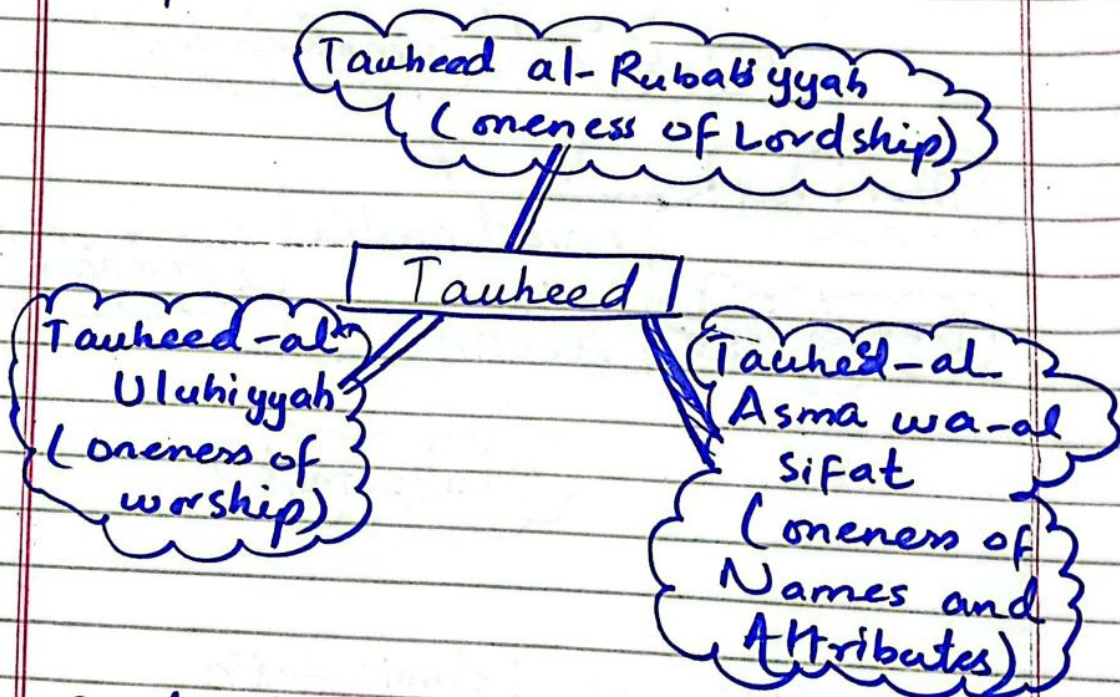 Tauheed al-Rububiyyah
(oneness of Lordship)
Tauheed
Tauheed-al
Uluhiyyah
(oneness of
worship)
Tauheed-al
Asma wa-al
Sifat
(oneness of
Names and
Attributes)